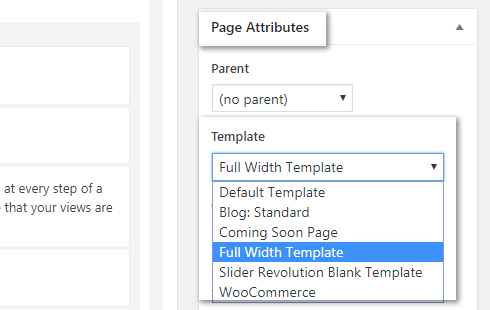 Page Attributes
Parent
(no parent)
Template
Full Width Template
Default Template
Blog: Standard
Coming Soon Page
Full Width Template
Slider Revolution Blank Template
WooCommerce
at every step of a
that your views are